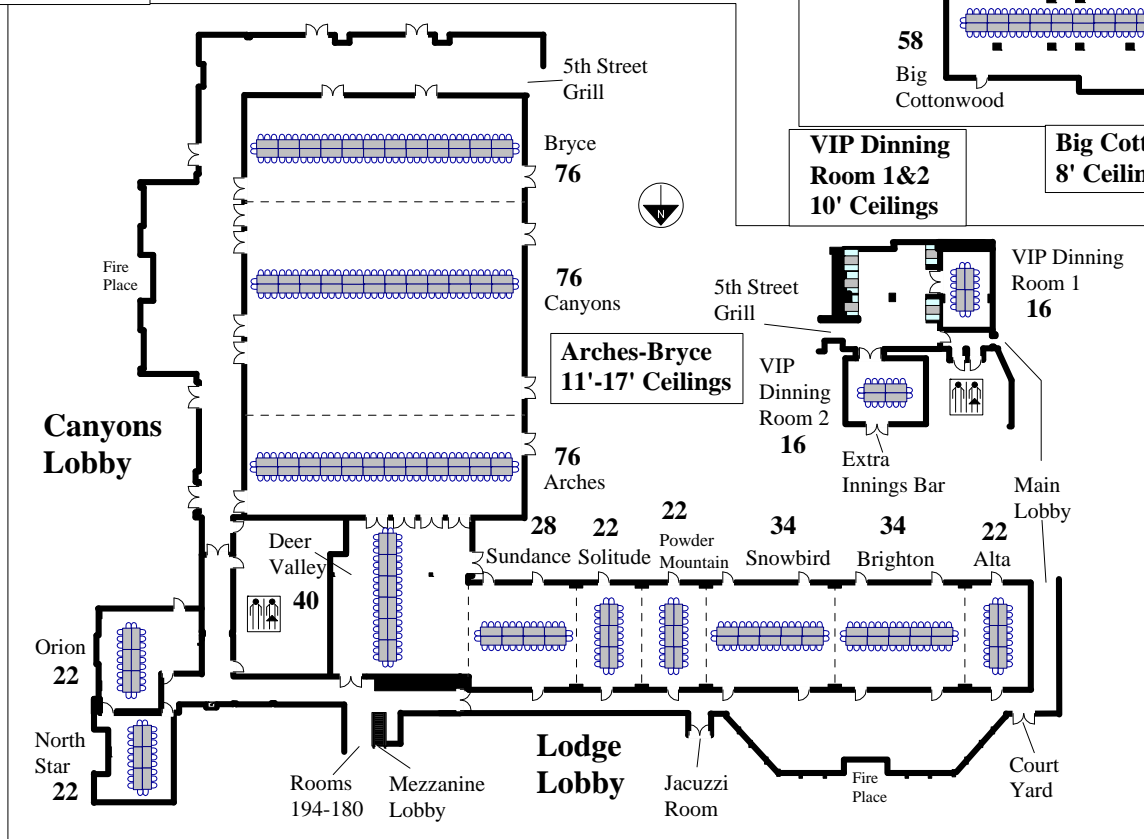 58
Big
Cottonwood
VIP Dinning
Room 1&2
10' Ceilings
Big Cott
8' Ceilin
5th Street
Grill
Bryce
76
N
76
Canyons
Fire
Place
Arches-Bryce
11'-17' Ceilings
VIP Dinning
Room 1
16
5th Street
Grill
VIP
Dinning
Room 2
16
Extra
Innings Bar
Main
Lobby
Canyons
Lobby
76
Arches
Deer
Valley
40
28
Sundance
22
Solitude
22
Powder
Mountain
34
Snowbird
34
Brighton
22
Alta
Orion
22
North
Star
22
Rooms
194-180
Mezzanine
Lobby
Lodge
Lobby
Jacuzzi
Room
Fire
Place
Court
Yard